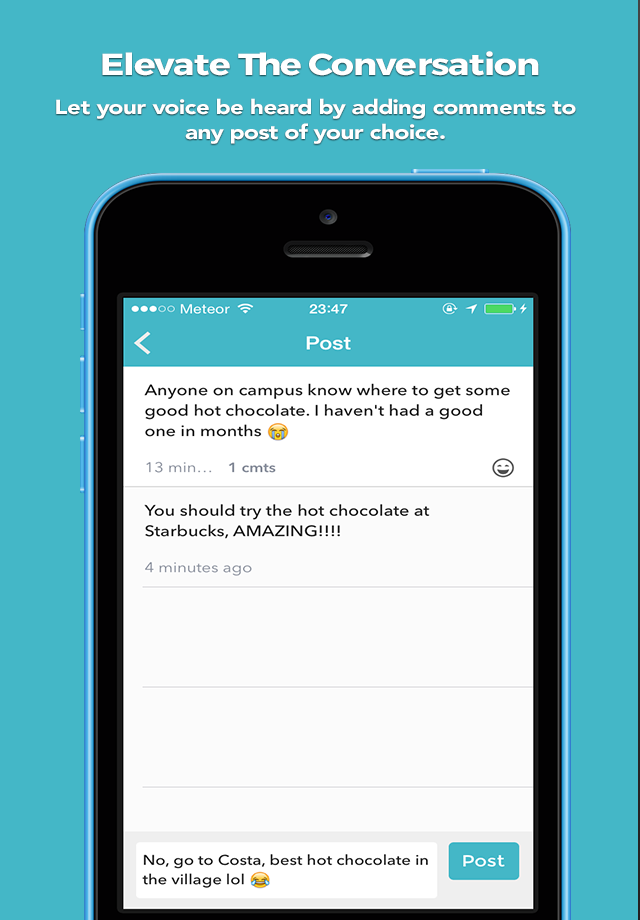 Elevate The Conversation
Let your voice be heard by adding comments to
any post of your choice.
Meteor 23:47
Post
Anyone on campus know where to get some
good hot chocolate. I haven't had a good
one in months 😭
13 min... 1 cmts
You should try the hot chocolate at
Starbucks, AMAZING!!!!
4 minutes ago
No, go to Costa, best hot chocolate in
the village lol 😂
Post